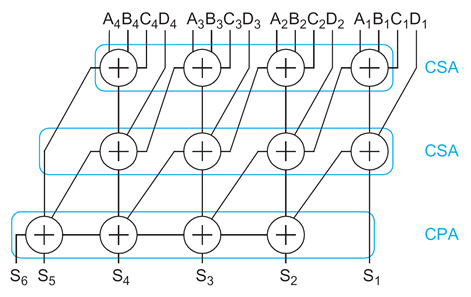 A₄B₄C₄D₄ A₃B₃C₃D₃ A₂B₂C₂D₂ A₁B₁C₁D₁
CSA
CSA
CPA
S₆ S₅ S₄ S₃ S₂ S₁